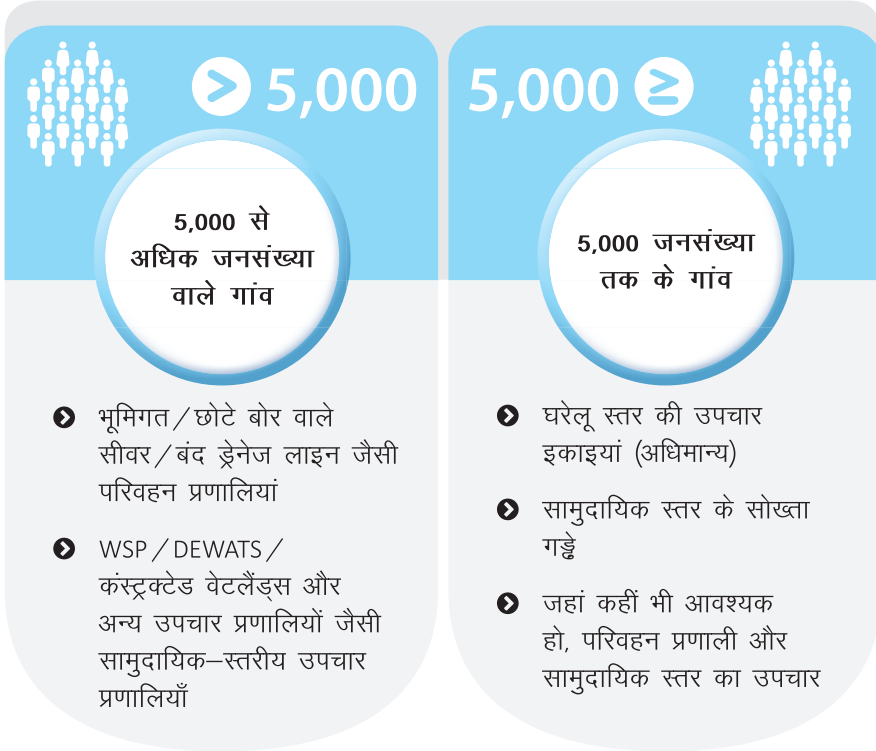 > 5,000
5,000 से
अधिक जनसंख्या
वाले गांव
भूमिगत/छोटे बोर वाले
सीवर/बंद ड्रेनेज लाइन जैसी
परिवहन प्रणालियां
WSP/DEWATS/
कंस्ट्रक्टेड वेटलैंड्स और
अन्य उपचार प्रणालियों जैसी
सामुदायिक–स्तरीय उपचार
प्रणालियाँ
5,000 ≥
5,000 जनसंख्या
तक के गांव
घरेलू स्तर की उपचार
इकाइयां (अधिमान्य)
सामुदायिक स्तर के सोख्ता
गड्ढे
जहां कहीं भी आवश्यक
हो, परिवहन प्रणाली और
सामुदायिक स्तर का उपचार